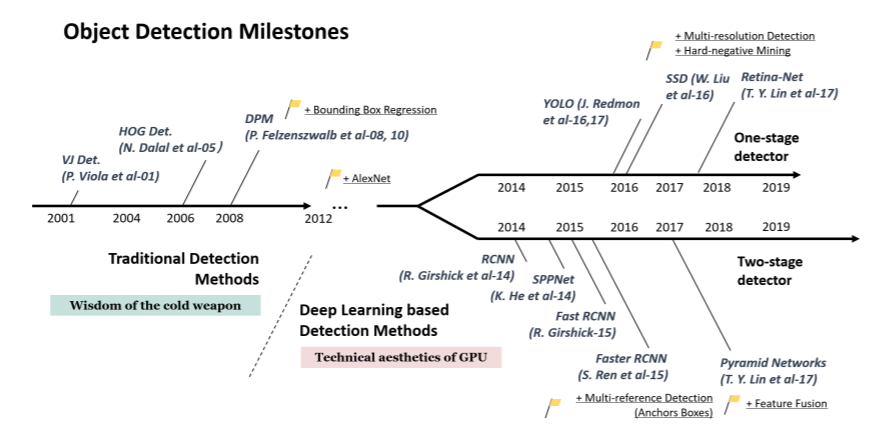 Object Detection Milestones
+ Multi-resolution Detection
+ Hard-negative Mining
SSD (W. Liu
et al-16)
Retina-Net
(T. Y. Lin et al-17)
YOLO (J. Redmon
et al-16,17)
+ Bounding Box Regression
DPM
(P. Felzenszwalb et al-08, 10)
HOG Det.
(N. Dalal et al-05)
VJ Det.
(P. Viola et al-01)
One-stage
detector
+ AlexNet
...
2014 2015 2016 2017 2018 2019
2001 2004 2006 2008 2012
2014 2015 2016 2017 2018 2019
Traditional Detection
Methods
Wisdom of the cold weapon
RCNN
(R. Girshick et al-14)
SPPNet
(K. He et al-14)
Two-stage
detector
Deep Learning based
Detection Methods
Technical aesthetics of GPU
Fast RCNN
(R. Girshick-15)
Faster RCNN
(S. Ren et al-15)
Pyramid Networks
(T. Y. Lin et al-17)
+ Multi-reference Detection
(Anchors Boxes)
+ Feature Fusion